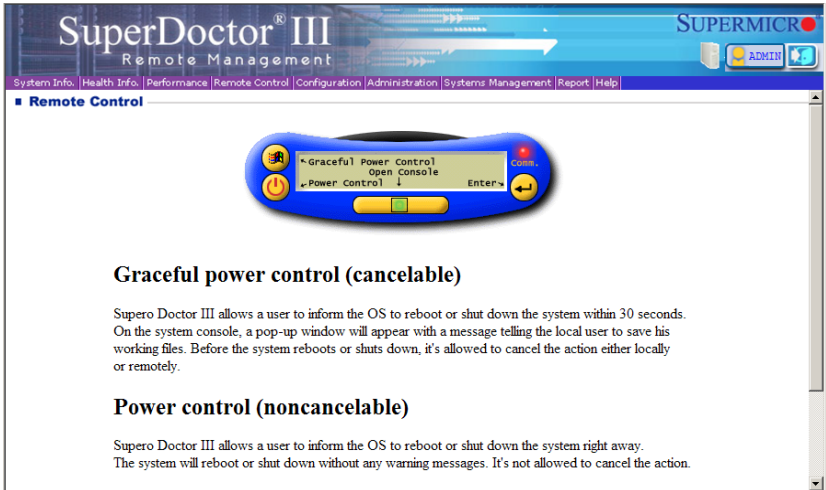 SuperDoctor® III
Remote Management
SUPERMICRO
ADMIN
System Info. Health Info. Performance Remote Control Configuration Administration Systems Management Report Help
Remote Control
Graceful Power Control
Open Console
Power Control
Enter
Comm.
Graceful power control (cancelable)
Supero Doctor III allows a user to inform the OS to reboot or shut down the system within 30 seconds.
On the system console, a pop-up window will appear with a message telling the local user to save his
working files. Before the system reboots or shuts down, it's allowed to cancel the action either locally
or remotely.
Power control (noncancelable)
Supero Doctor III allows a user to inform the OS to reboot or shut down the system right away.
The system will reboot or shut down without any warning messages. It's not allowed to cancel the action.